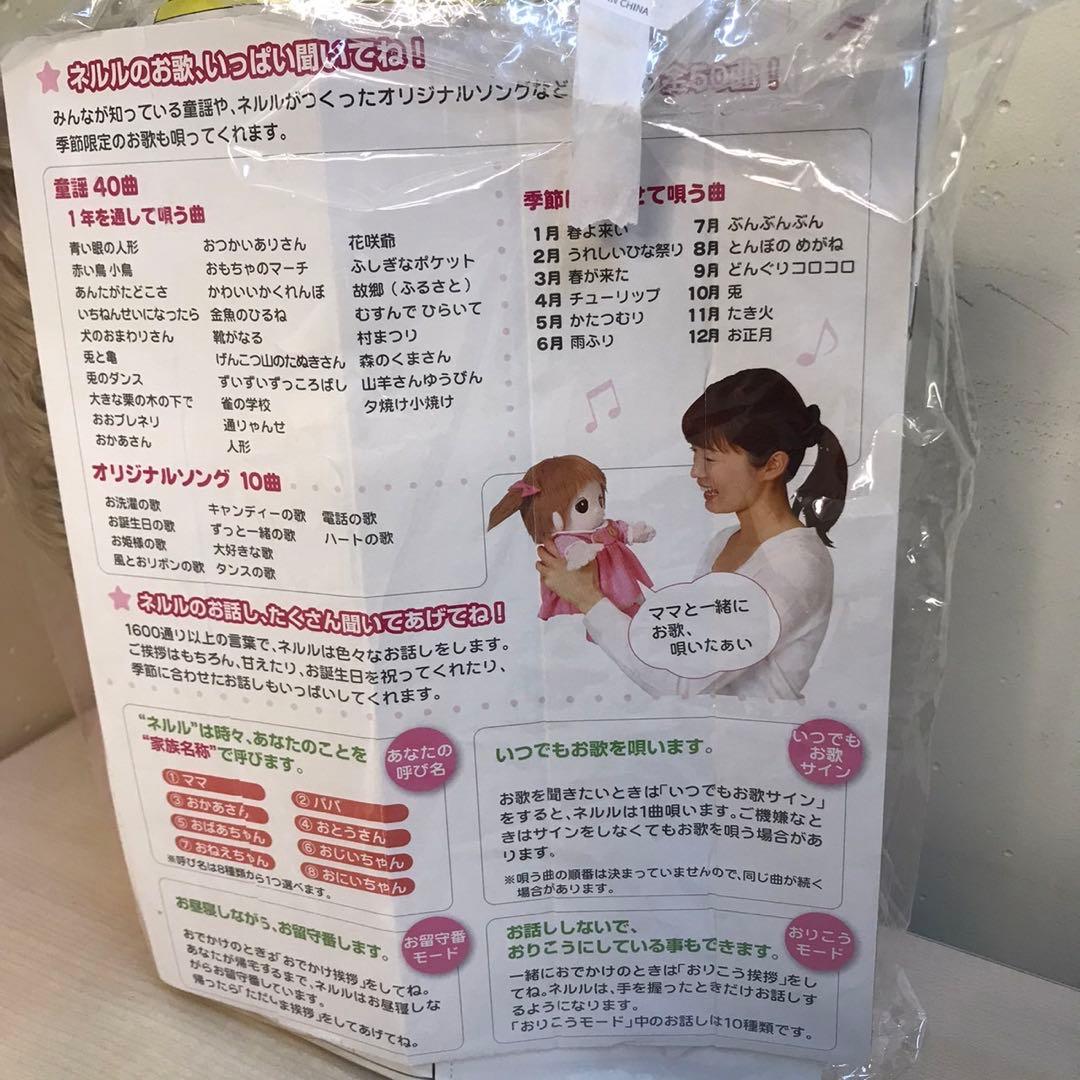 IN CHINA
ネルルのお歌、いっぱい聞いてね！
全50曲！
みんなが知っている童謡や、ネルルがつくったオリジナルソングなど
季節限定のお歌も唄ってくれます。
童謡 40曲
1年を通して唄う曲
青い眼の人形
赤い鳥 小鳥
あんたがたどこさ
いちねんせいになったら
犬のおまわりさん
兎と亀
兎のダンス
大きな栗の木の下で
おおブレネリ
おかあさん
おつかいありさん
おもちゃのマーチ
かわいいかくれんぼ
金魚のひるね
靴がなる
げんこつ山のたぬきさん
ずいずいずっころばし
雀の学校
通りゃんせ
人形
花咲爺
ふしぎなポケット
故郷（ふるさと）
むすんで ひらいて
村まつり
森のくまさん
山羊さんゆうびん
夕焼け小焼け
季節に せて唄う曲
1月 春よ来い
2月 うれしいひな祭り
3月 春が来た
4月 チューリップ
5月 かたつむり
6月 雨ふり
7月 ぶんぶんぶん
8月 とんぼの めがね
9月 どんぐりコロコロ
10月 兎
11月 たき火
12月 お正月
オリジナルソング 10曲
お洗濯の歌
お誕生日の歌
お姫様の歌
風とおリボンの歌
キャンディーの歌
ずっと一緒の歌
大好きな歌
タンスの歌
電話の歌
ハートの歌
ママと一緒に
お歌、
唄いたぁい
ネルルのお話し、たくさん聞いてあげてね！
1600通り以上の言葉で、ネルルは色々なお話しをします。
ご挨拶はもちろん、甘えたり、お誕生日を祝ってくれたり、
季節に合わせたお話しもいっぱいしてくれます。
"ネルル"は時々、あなたのことを
"家族名称"で呼びます。
あなたの
呼び名
①ママ
②パパ
③おかあさん
④おとうさん
⑤おばあちゃん
⑥おじいちゃん
⑦おねえちゃん
⑧おにいちゃん
※呼び名は8種類から1つ選べます。
いつでもお歌を唄います。
いつでも
お歌
サイン
お歌を聞きたいときは「いつでもお歌サイン」
をすると、ネルルは1曲唄います。ご機嫌なと
きはサインをしなくてもお歌を唄う場合があ
ります。
※唄う曲の順番は決まっていませんので、同じ曲が続く
場合があります。
お昼寝しながら、お留守番します。
お留守番
モード
おでかけのときは「おでかけ挨拶」をしてね。
あなたが帰宅するまで、ネルルはお昼寝しな
がらお留守番しています。
帰ったら「ただいま挨拶」をしてあげてね。
お話ししないで、
おりこうにしている事もできます。
おりこう
モード
一緒におでかけのときは「おりこう挨拶」をし
てね。ネルルは、手を握ったときだけお話しす
るようになります。
「おりこうモード」中のお話しは10種類です。